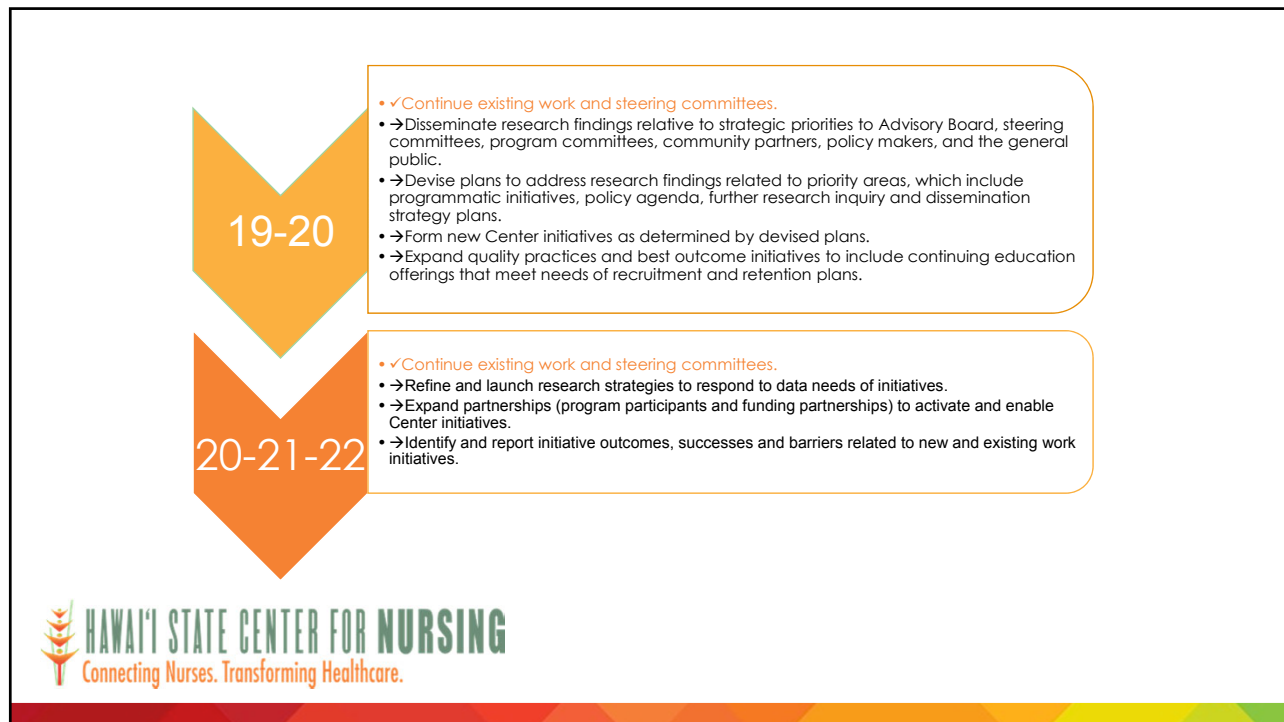 • ✓Continue existing work and steering committees.
• →Disseminate research findings relative to strategic priorities to Advisory Board, steering
committees, program committees, community partners, policy makers, and the general
public.
• →Devise plans to address research findings related to priority areas, which include
programmatic initiatives, policy agenda, further research inquiry and dissemination
strategy plans.
• →Form new Center initiatives as determined by devised plans.
• →Expand quality practices and best outcome initiatives to include continuing education
offerings that meet needs of recruitment and retention plans.
19-20
• ✓Continue existing work and steering committees.
• →Refine and launch research strategies to respond to data needs of initiatives.
• →Expand partnerships (program participants and funding partnerships) to activate and enable
Center initiatives.
• →Identify and report initiative outcomes, successes and barriers related to new and existing work
initiatives.
20-21-22
HAWAI‘I STATE CENTER FOR NURSING
Connecting Nurses. Transforming Healthcare.